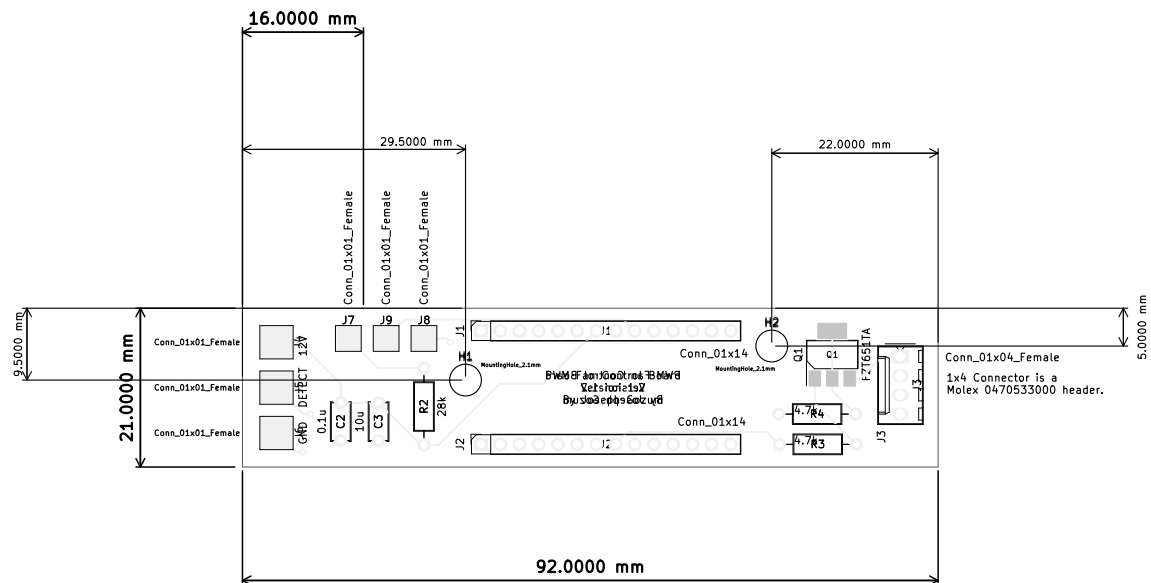 16.0000 mm
29.5000 mm
22.0000 mm
Conn_01x01_Female
Conn_01x01_Female
Conn_01x01_Female
9.5000 mm
21.0000 mm
5.0000 mm
J7
J9
J8
J1
J1
H2
Conn_01x01_Female
12V
H1
MountingHole_2.1mm
Conn_01x14
MountingHole_2.1mm
Q1
Q1
FZT651TA
Conn_01x04_Female
1x4 Connector is a
Molex 0470533000 header.
J3
J3
Conn_01x01_Female
DETECT
Conn_01x01_Female
GND
0.1u
C2
10u
C3
R2
28k
Conn_01x14
J2
J2
4.7k
R4
4.7k
R3
92.0000 mm